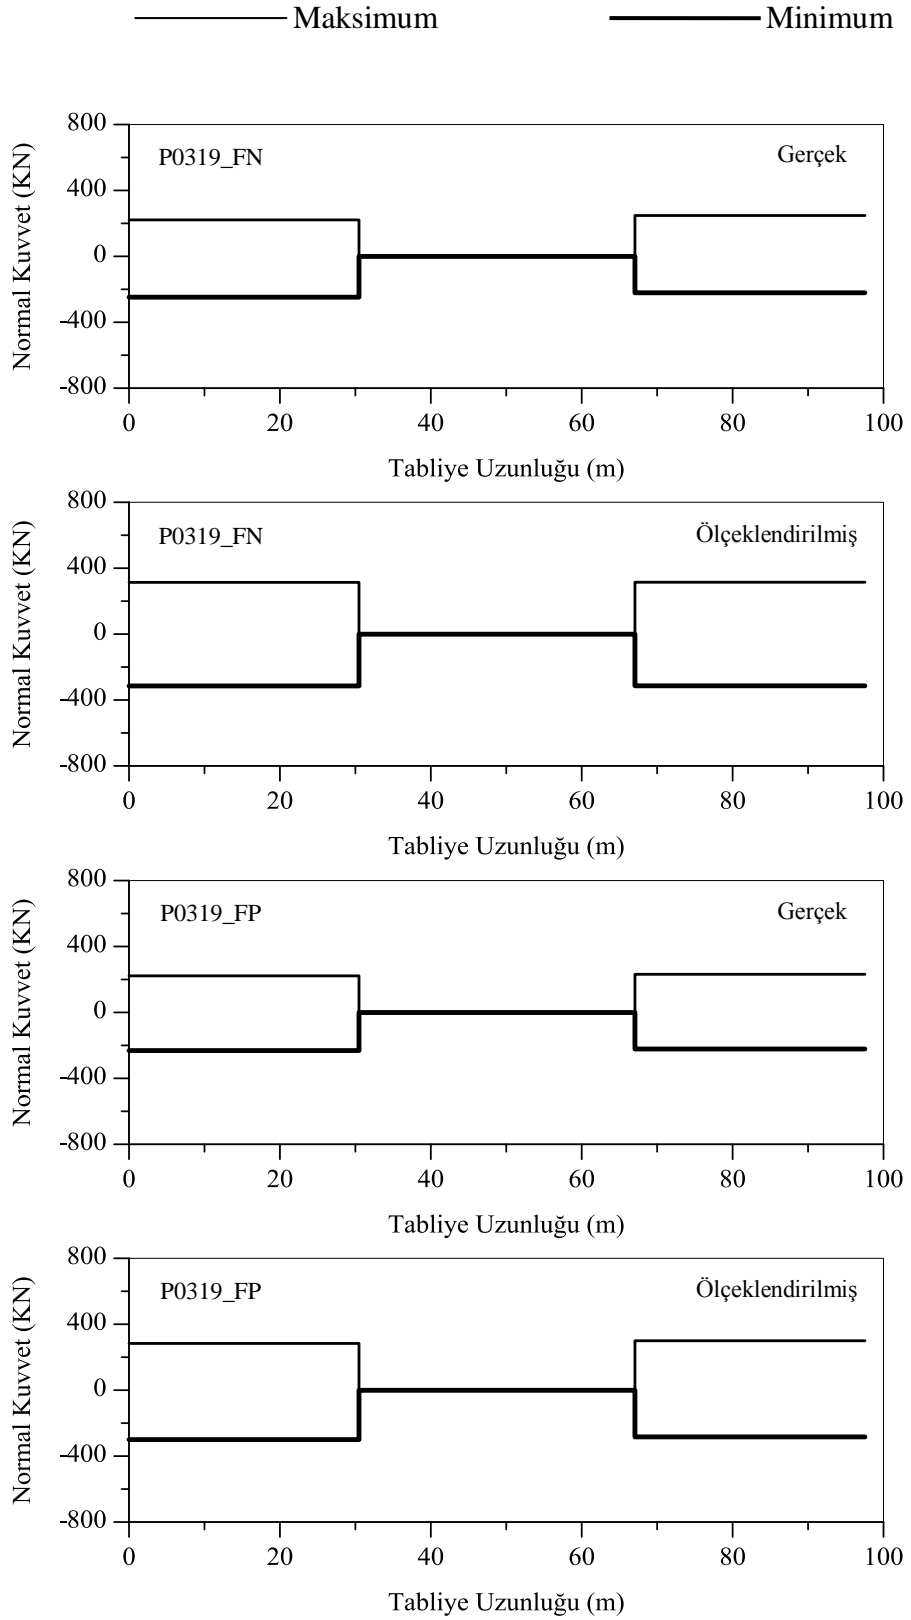 Maksimum Minimum
800
P0319_FN Gerçek
400
0
-400
-800
Normal Kuvvet (KN)
0 20 40 60 80 100
Tabliye Uzunluğu (m)
800
P0319_FN Ölçeklendirilmiş
400
0
-400
-800
Normal Kuvvet (KN)
0 20 40 60 80 100
Tabliye Uzunluğu (m)
800
P0319_FP Gerçek
400
0
-400
-800
Normal Kuvvet (KN)
0 20 40 60 80 100
Tabliye Uzunluğu (m)
800
P0319_FP Ölçeklendirilmiş
400
0
-400
-800
Normal Kuvvet (KN)
0 20 40 60 80 100
Tabliye Uzunluğu (m)